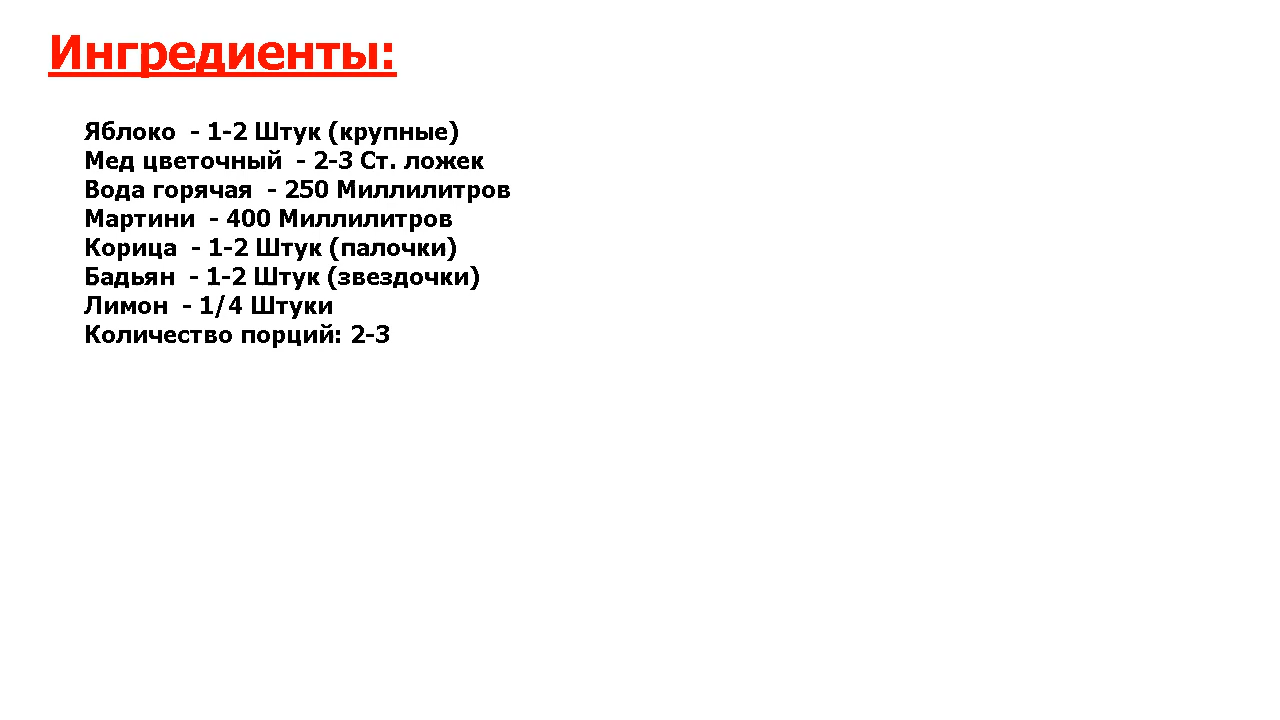 Ингредиенты:
Яблоко  - 1-2 Штук (крупные)
Мед цветочный  - 2-3 Ст. ложек
Вода горячая  - 250 Миллилитров
Мартини  - 400 Миллилитров
Корица  - 1-2 Штук (палочки)
Бадьян  - 1-2 Штук (звездочки)
Лимон  - 1/4 Штуки
Количество порций: 2-3